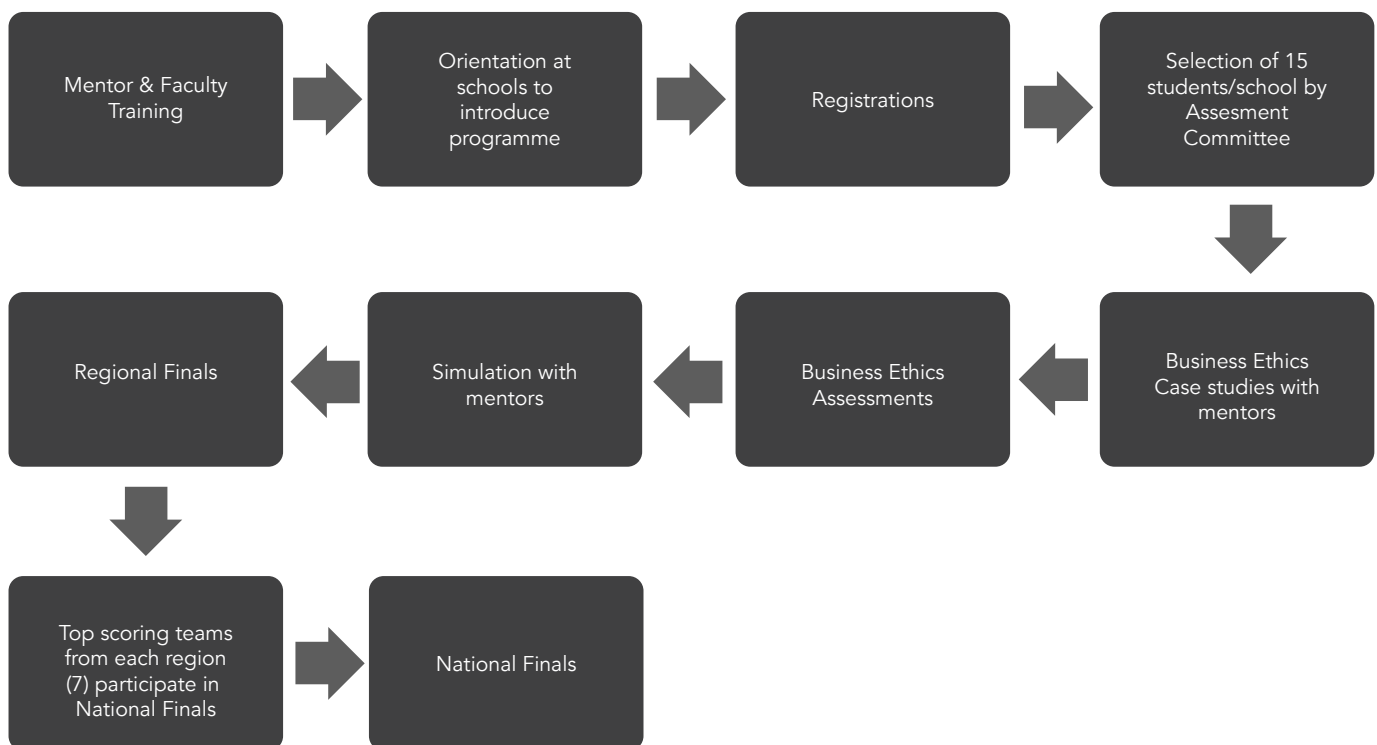 Mentor & Faculty
Training
Orientation at
schools to
introduce
programme
Registrations
Selection of 15
students/school by
Assesment
Committee
Business Ethics
Case studies with
mentors
Business Ethics
Assessments
Simulation with
mentors
Regional Finals
Top scoring teams
from each region
(7) participate in
National Finals
National Finals